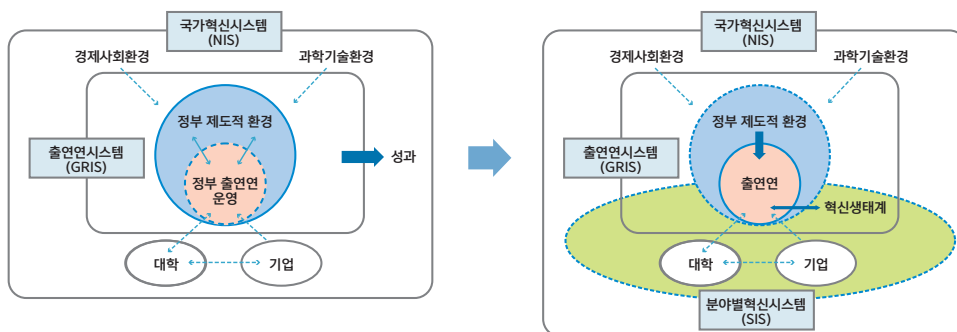 국가혁신시스템
(NIS)
경제사회환경
과학기술환경
정부 제도적 환경
출연연시스템
(GRIS)
정부 출연연
운영
성과
대학
기업
국가혁신시스템
(NIS)
경제사회환경
과학기술환경
정부 제도적 환경
출연연시스템
(GRIS)
출연연
혁신생태계
대학
기업
분야별혁신시스템
(SIS)